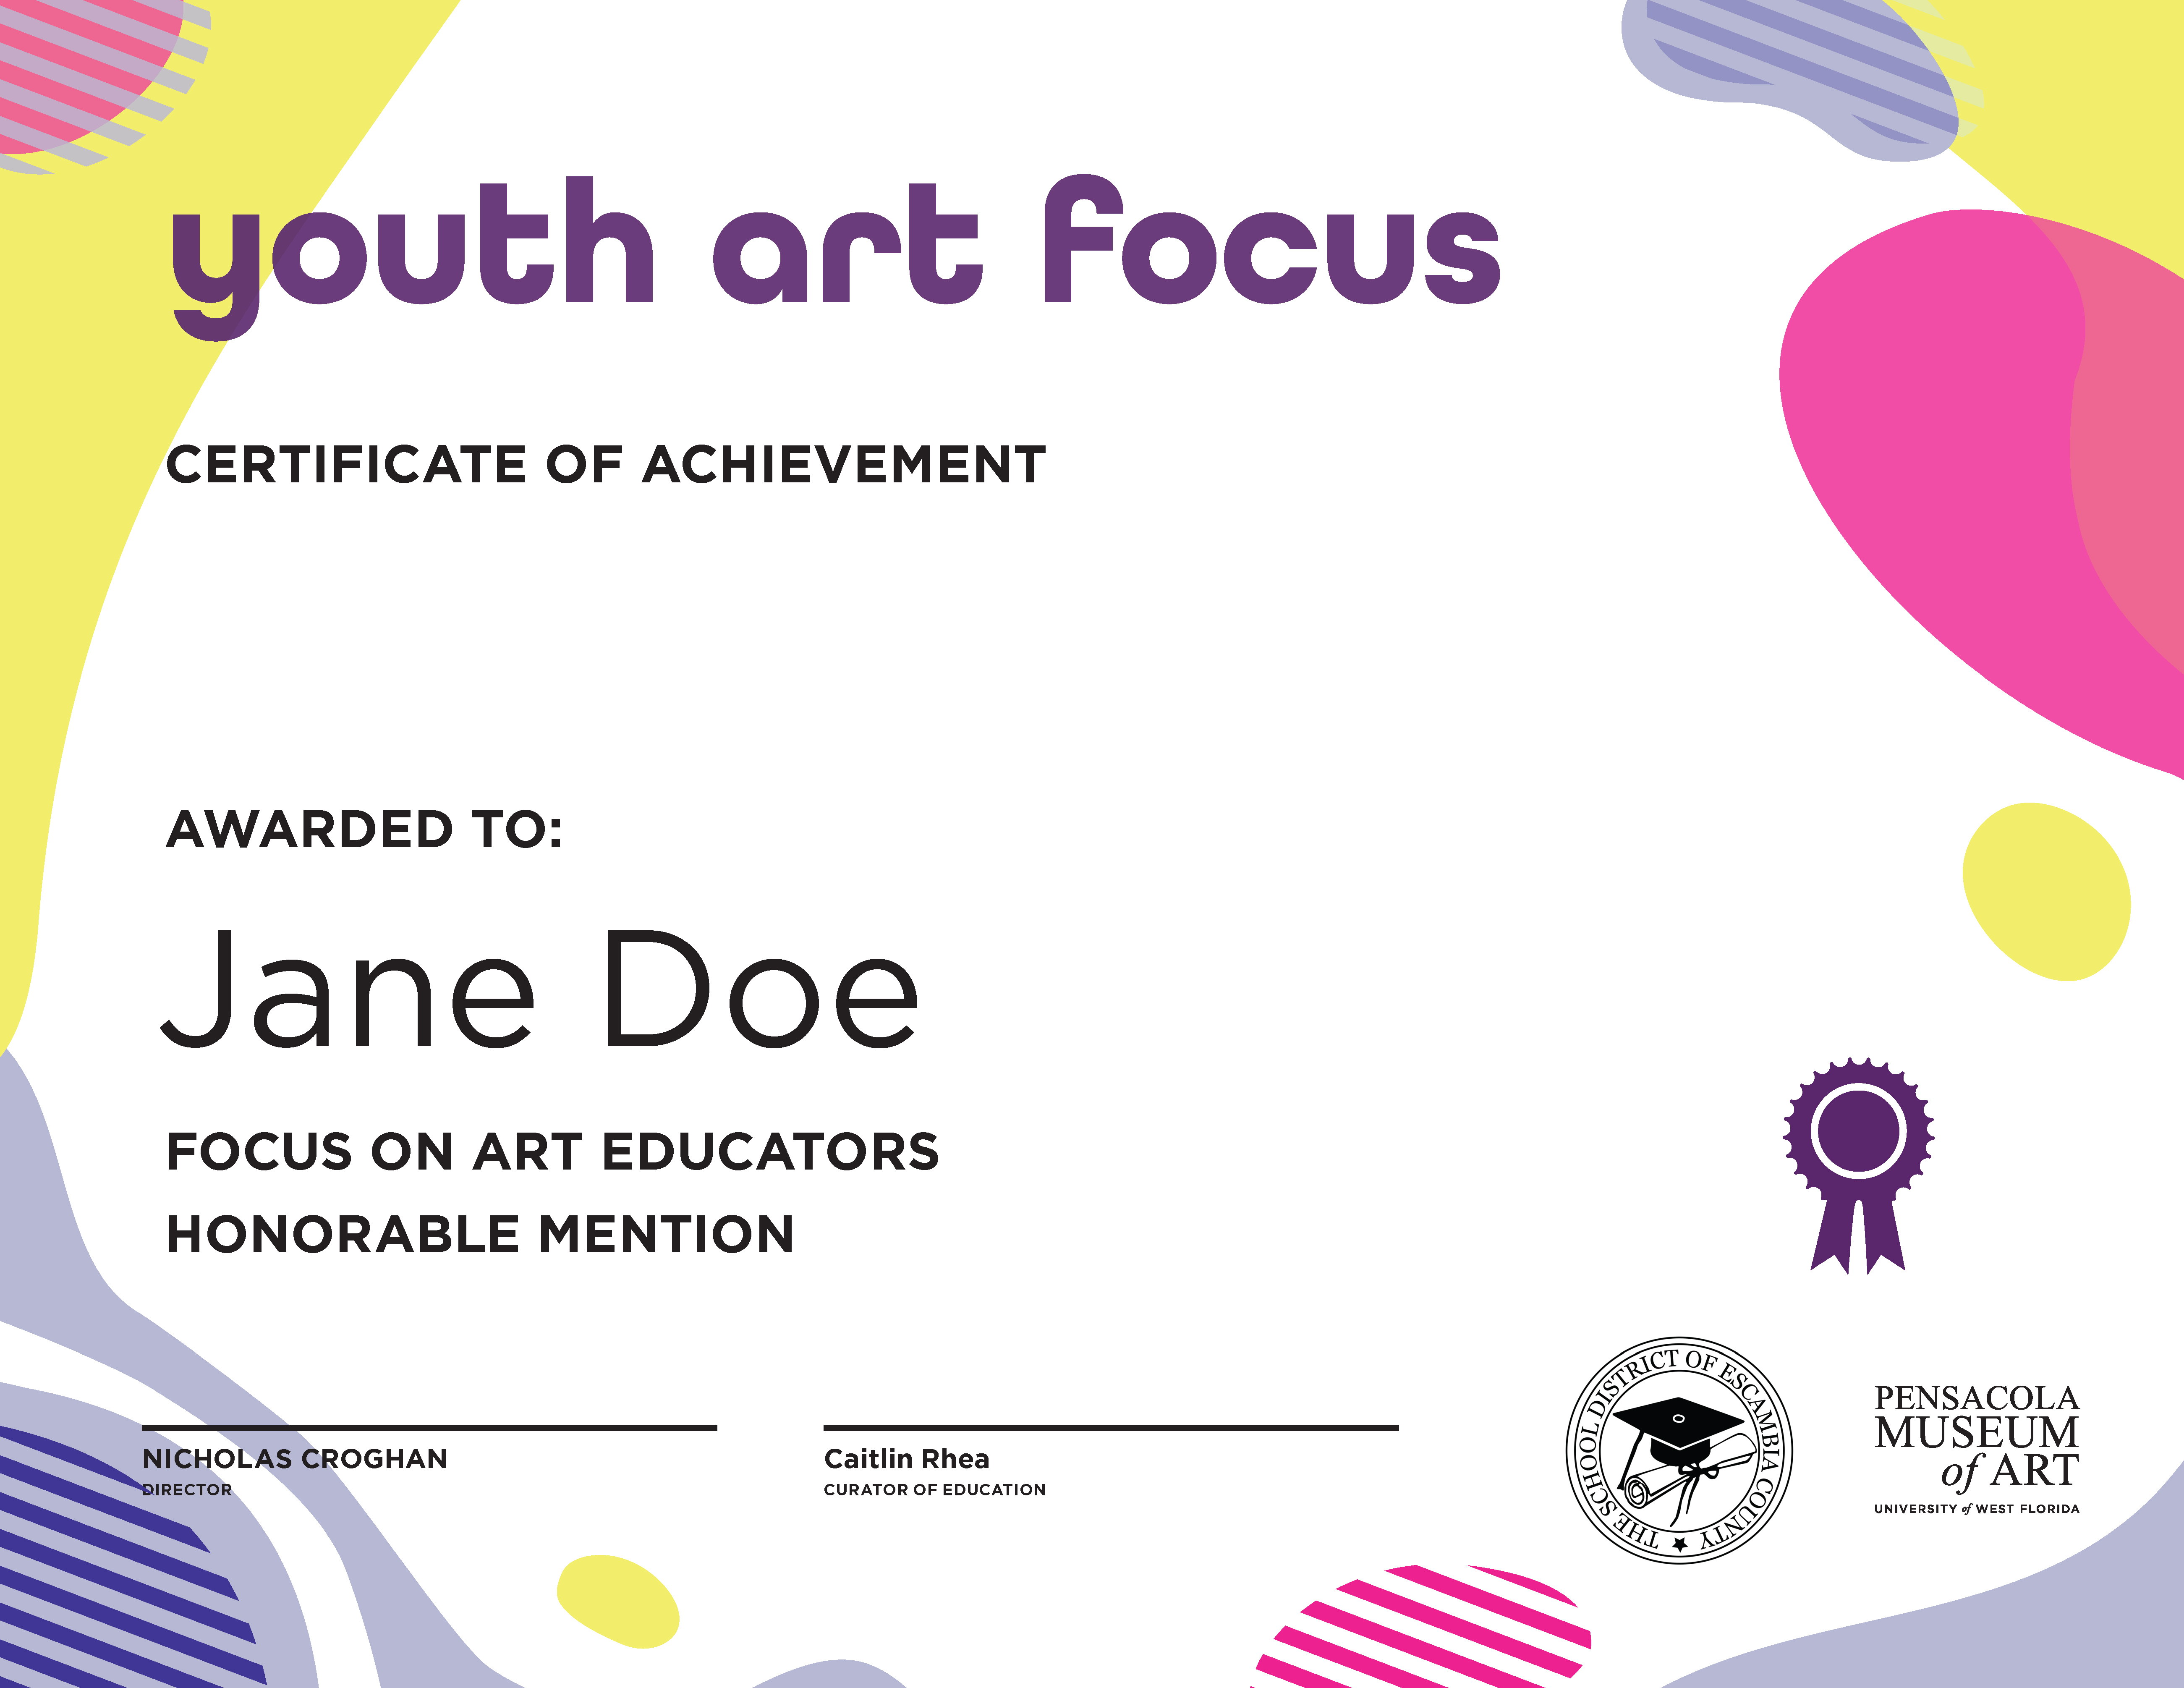 youth art focus
CERTIFICATE OF ACHIEVEMENT
AWARDED TO:
Jane Doe
FOCUS ON ART EDUCATORS
HONORABLE MENTION
NICHOLAS CROGHAN
DIRECTOR
Caitlin Rhea
CURATOR OF EDUCATION
THE SCHOOL DISTRICT OF ESCAMBIA COUNTY
PENSACOLA
MUSEUM
of ART
UNIVERSITY of WEST FLORIDA